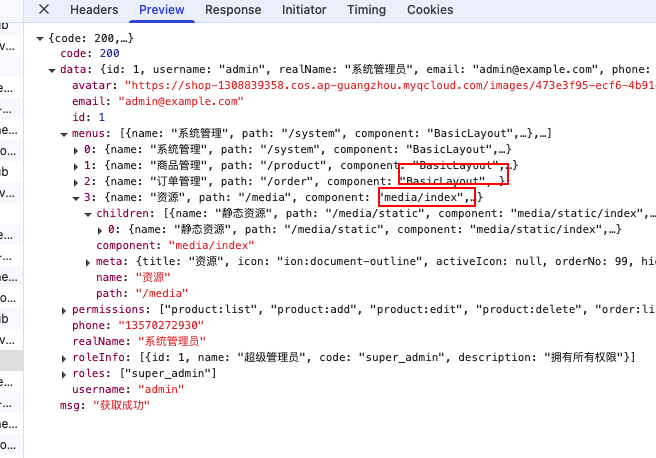 Headers Preview Response Initiator Timing Cookies
{code: 200,…}
code: 200
data: {id: 1, username: "admin", realName: "系统管理员", email: "admin@example.com", phone:
avatar: "https://shop-1308839358.cos.ap-guangzhou.myqcloud.com/images/473e3f95-ecf6-4b91-
email: "admin@example.com"
id: 1
menus: [{name: "系统管理", path: "/system", component: "BasicLayout",…},…]
0: {name: "系统管理", path: "/system", component: "BasicLayout",…}
1: {name: "商品管理", path: "/product", component: "BasicLayout",…}
2: {name: "订单管理", path: "/order", component: "BasicLayout",…}
3: {name: "资源", path: "/media", component: "media/index",…}
children: [{name: "静态资源", path: "/media/static", component: "media/static/index",…
0: {name: "静态资源", path: "/media/static", component: "media/static/index",…}
component: "media/index"
meta: {title: "资源", icon: "ion:document-outline", activeIcon: null, orderNo: 99, hid
name: "资源"
path: "/media"
permissions: ["product:list", "product:add", "product:edit", "product:delete", "order:lis
phone: "13570272930"
realName: "系统管理员"
roleInfo: [{id: 1, name: "超级管理员", code: "super_admin", description: "拥有所有权限"}]
roles: ["super_admin"]
username: "admin"
msg: "获取成功"